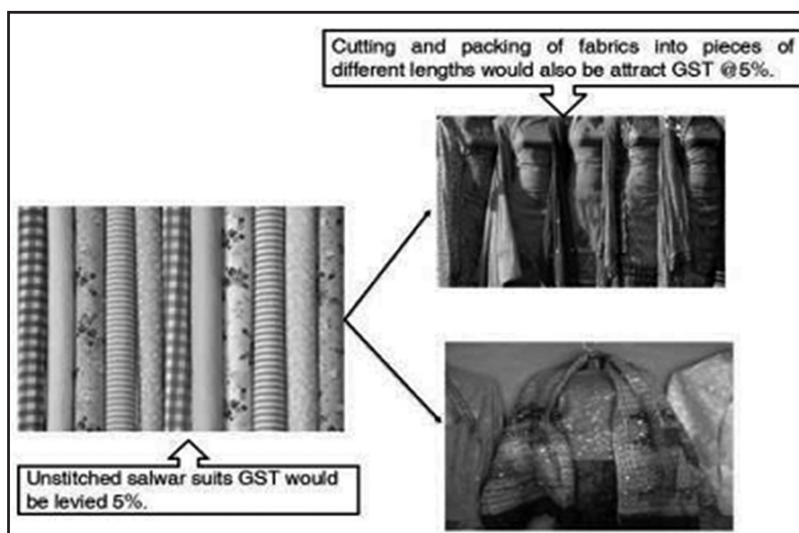 Cutting and packing of fabrics into pieces of
different lengths would also be attract GST @5%.
Unstitched salwar suits GST would
be levied 5%.